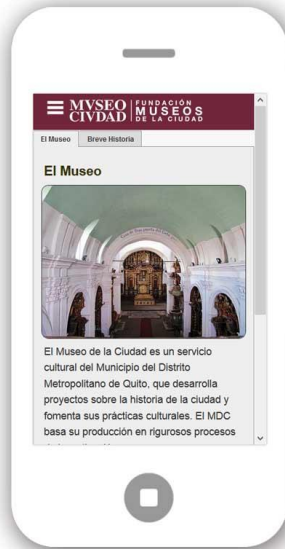 MVSEO
CIVDAD
FUNDACIÓN
MUSEOS
DE LA CIUDAD
El Museo
Breve Historia
El Museo
El Museo de la Ciudad es un servicio
cultural del Municipio del Distrito
Metropolitano de Quito, que desarrolla
proyectos sobre la historia de la ciudad y
fomenta sus prácticas culturales. El MDC
basa su producción en rigurosos procesos